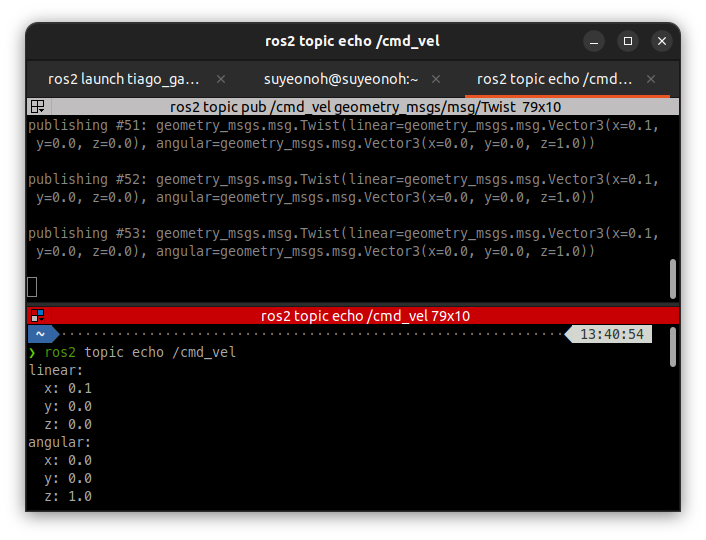 ros2 topic echo /cmd_vel
ros2 launch tiago_ga...
suyeonoh@suyeonoh:~
ros2 topic echo /cmd...
ros2 topic pub /cmd_vel geometry_msgs/msg/Twist 79x10
publishing #51: geometry_msgs.msg.Twist(linear=geometry_msgs.msg.Vector3(x=0.1,
y=0.0, z=0.0), angular=geometry_msgs.msg.Vector3(x=0.0, y=0.0, z=1.0))
publishing #52: geometry_msgs.msg.Twist(linear=geometry_msgs.msg.Vector3(x=0.1,
y=0.0, z=0.0), angular=geometry_msgs.msg.Vector3(x=0.0, y=0.0, z=1.0))
publishing #53: geometry_msgs.msg.Twist(linear=geometry_msgs.msg.Vector3(x=0.1,
y=0.0, z=0.0), angular=geometry_msgs.msg.Vector3(x=0.0, y=0.0, z=1.0))
ros2 topic echo /cmd_vel 79x10
~ 13:40:54
❯ ros2 topic echo /cmd_vel
linear:
  x: 0.1
  y: 0.0
  z: 0.0
angular:
  x: 0.0
  y: 0.0
  z: 1.0